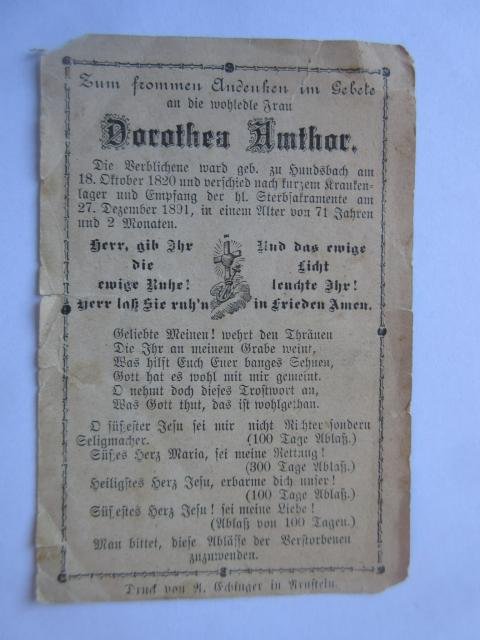 Zum frommen Andenken im Gebete
an die wohledle Frau
Dorothea Amthor.
Die Verblichene ward geb. zu Hundsbach am
18. Oktober 1820 und verschied nach kurzem Kranken-
lager und Empfang der hl. Sterbsakramente am
27. Dezember 1891, in einem Alter von 71 Jahren
und 2 Monaten.
Herr, gib Ihr
die
ewige Ruhe!
Herr laß Sie ruh'n
Und das ewige
Licht
leuchte Ihr!
in Frieden Amen.
Geliebte Meinen! wehrt den Thränen
Die Ihr an meinem Grabe weint,
Was hilft Euch Euer banges Sehnen,
Gott hat es wohl mit mir gemeint.
O nehmt doch dieses Trostwort an,
Was Gott thut, das ist wohlgethan.
O süßester Jesu sei mir nicht Richter sondern
Seligmacher. (100 Tage Ablaß.)
Süßes Herz Maria, sei meine Rettung!
(300 Tage Ablaß.)
Heiligstes Herz Jesu, erbarme dich unser!
(100 Tage Ablaß.)
Süßestes Herz Jesu! sei meine Liebe!
(Ablaß von 100 Tagen.)
Man bittet, diese Ablässe der Verstorbenen
zuzuwenden.
Druck von A. Echinger in Arnstein.